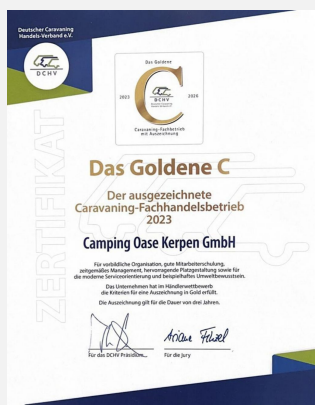 Deutscher Caravaning
Handels-Verband e.V.
DCHV
Das Goldene
C
2023
2026
DCHV
Caravaning-Fachbetrieb
mit Auszeichnung
ZERTIFIKAT
Das Goldene C
Der ausgezeichnete
Caravaning-Fachhandelsbetrieb
2023
Camping Oase Kerpen GmbH
Für vorbildliche Organisation, gute Mitarbeiterschulung,
zeitgemäßes Management, hervorragende Platzgestaltung sowie für
die moderne Serviceorientierung und beispielhaftes Umweltbewusstsein.
Das Unternehmen hat im Händlerwettbewerb
die Kriterien für eine Auszeichnung in Gold erfüllt.
Die Auszeichnung gilt für die Dauer von drei Jahren.
Für das DCHV Präsidium
Für die Jury